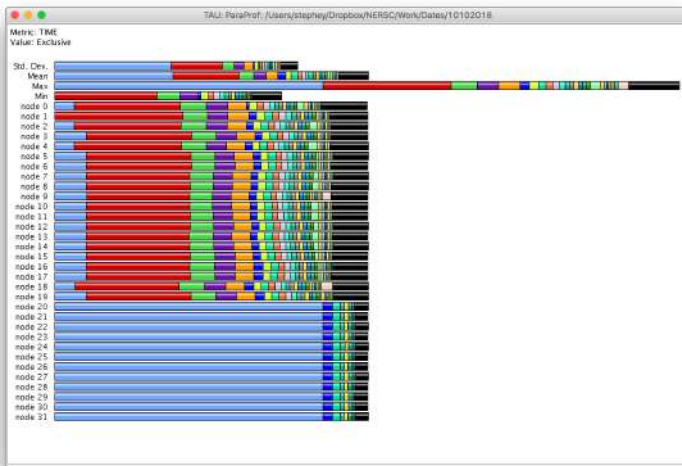 TAU: ParaProf: /Users/stephey/Dropbox/NERSC/Work/Dates/10102018
Metric: TIME
Value: Exclusive
Std. Dev.
Mean
Max
Min
node 0
node 1
node 2
node 3
node 4
node 5
node 6
node 7
node 8
node 9
node 10
node 11
node 12
node 13
node 14
node 15
node 16
node 17
node 18
node 19
node 20
node 21
node 22
node 23
node 24
node 25
node 26
node 27
node 28
node 29
node 30
node 31